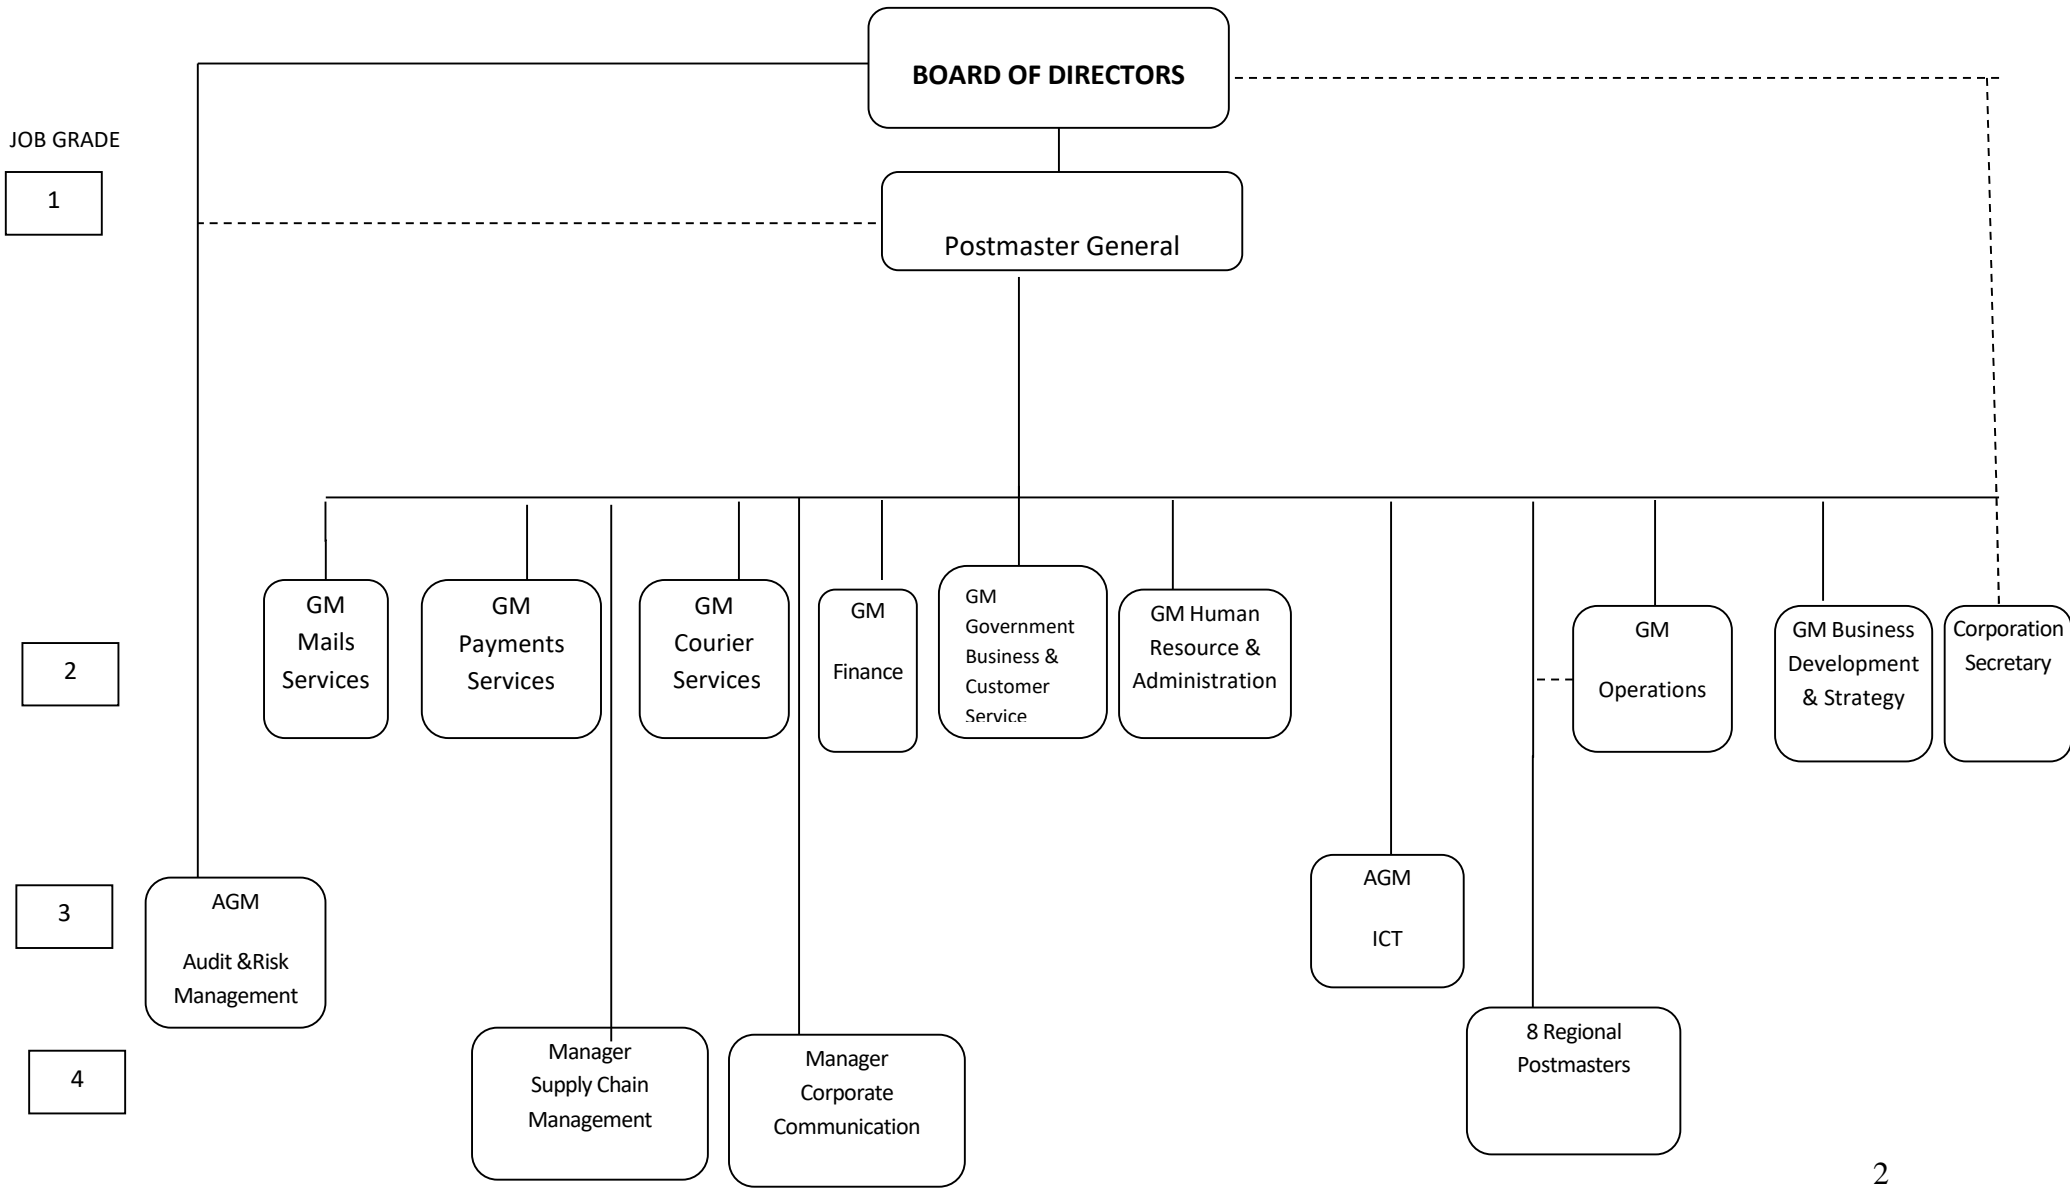 BOARD OF DIRECTORS
JOB GRADE
1
Postmaster General
GM
Mails
Services
GM
Payments
Services
GM
Courier
Services
GM
Finance
GM
Government
Business &
Customer
Service
GM Human
Resource &
Administration
GM
Operations
GM Business
Development
& Strategy
Corporation
Secretary
2
3
AGM
Audit &Risk
Management
AGM
ICT
4
Manager
Supply Chain
Management
Manager
Corporate
Communication
8 Regional
Postmasters
2